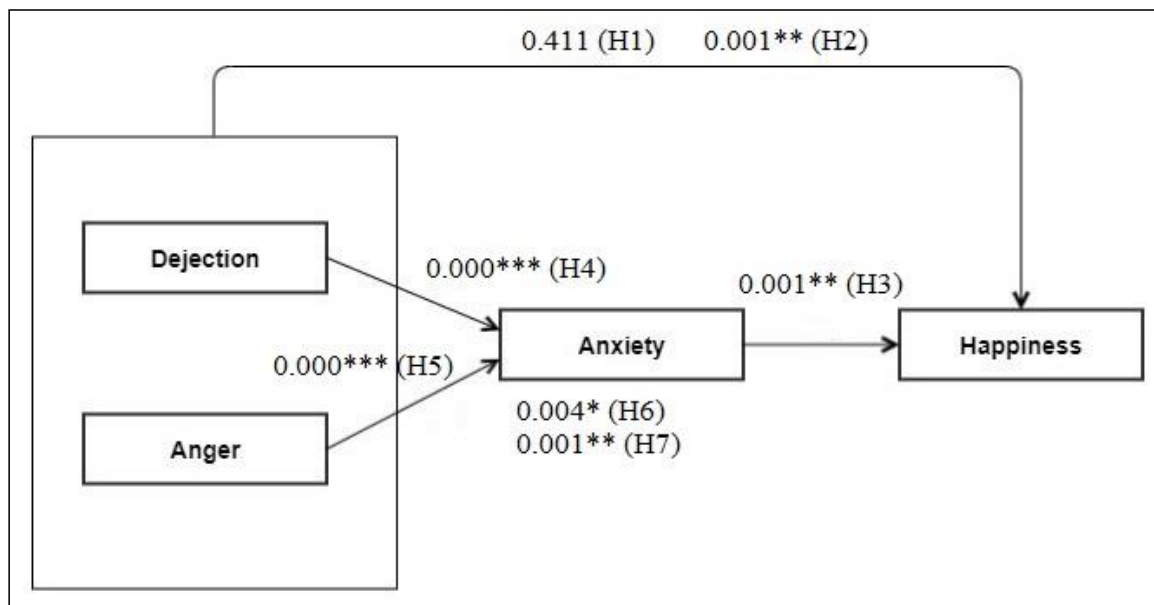 0.411 (H1) 0.001** (H2)
Dejection
0.000*** (H4)
0.001** (H3)
Anxiety
Happiness
0.000*** (H5)
0.004* (H6)
Anger
0.001** (H7)